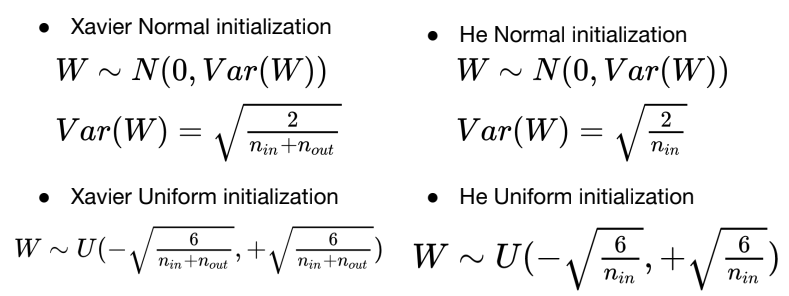 ● Xavier Normal initialization
W ~ N(0, Var(W))
Var(W) = √(2/(n_in+n_out))
● Xavier Uniform initialization
W ~ U(−√(6/(n_in+n_out)), +√(6/(n_in+n_out)))
● He Normal initialization
W ~ N(0, Var(W))
Var(W) = √(2/n_in)
● He Uniform initialization
W ~ U(−√(6/n_in), +√(6/n_in))